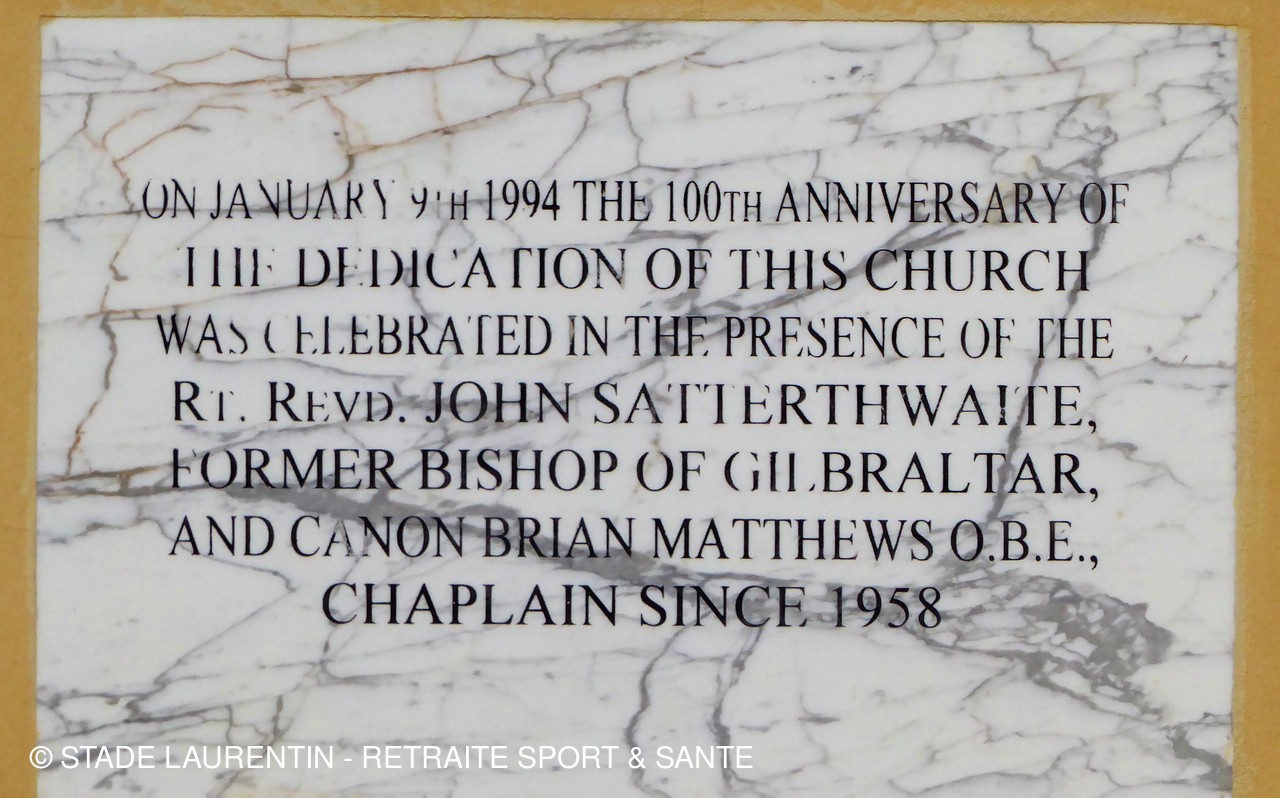 ON JANUARY 9TH 1994 THE 100TH ANNIVERSARY OF
THE DEDICATION OF THIS CHURCH
WAS CELEBRATED IN THE PRESENCE OF THE
RT. REVD. JOHN SATTERTHWAITE,
FORMER BISHOP OF GILBRALTAR,
AND CANON BRIAN MATTHEWS O.B.E.,
CHAPLAIN SINCE 1958
© STADE LAURENTIN - RETRAITE SPORT & SANTE